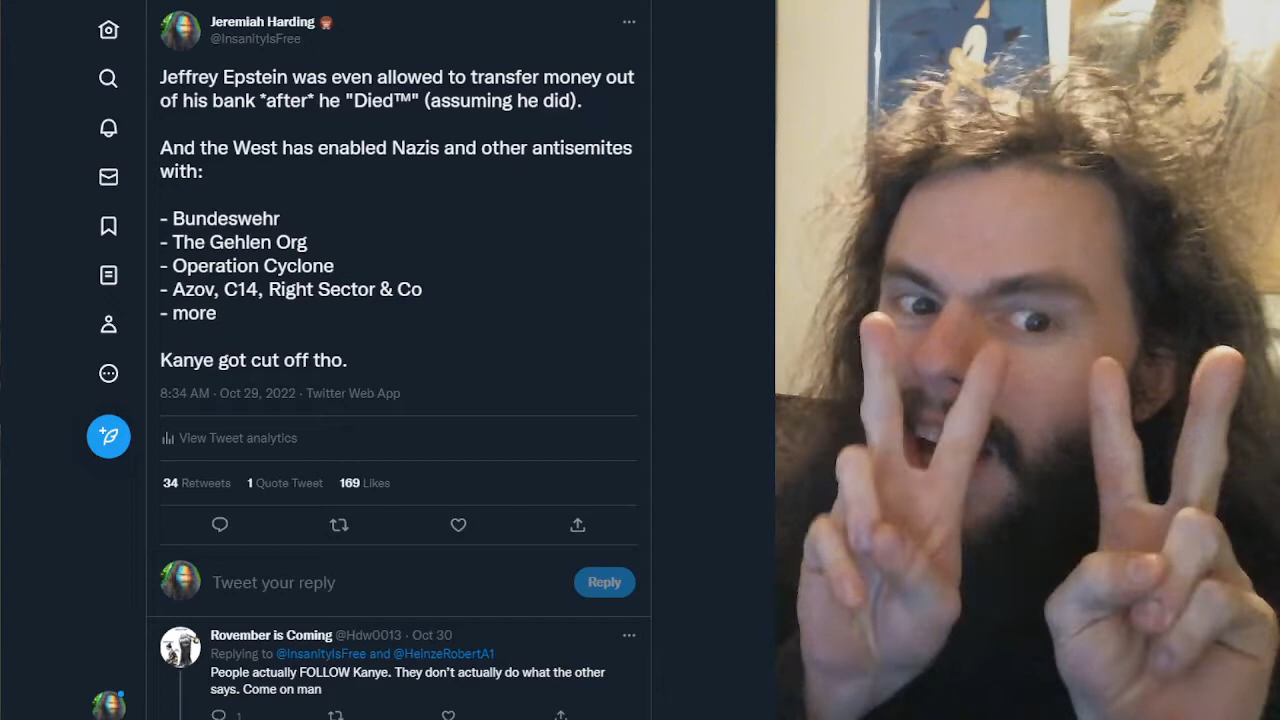 Jeremiah Harding
@InsanityIsFree
Jeffrey Epstein was even allowed to transfer money out
of his bank *after* he "Died™" (assuming he did).
And the West has enabled Nazis and other antisemites
with:
- Bundeswehr
- The Gehlen Org
- Operation Cyclone
- Azov, C14, Right Sector & Co
- more
Kanye got cut off tho.
8:34 AM · Oct 29, 2022 · Twitter Web App
View Tweet analytics
34 Retweets 1 Quote Tweet 169 Likes
Tweet your reply
Reply
Rovember is Coming @Hdw0013 · Oct 30
Replying to @InsanityIsFree and @HeinzeRobertA1
People actually FOLLOW Kanye. They don't actually do what the other
says. Come on man
1